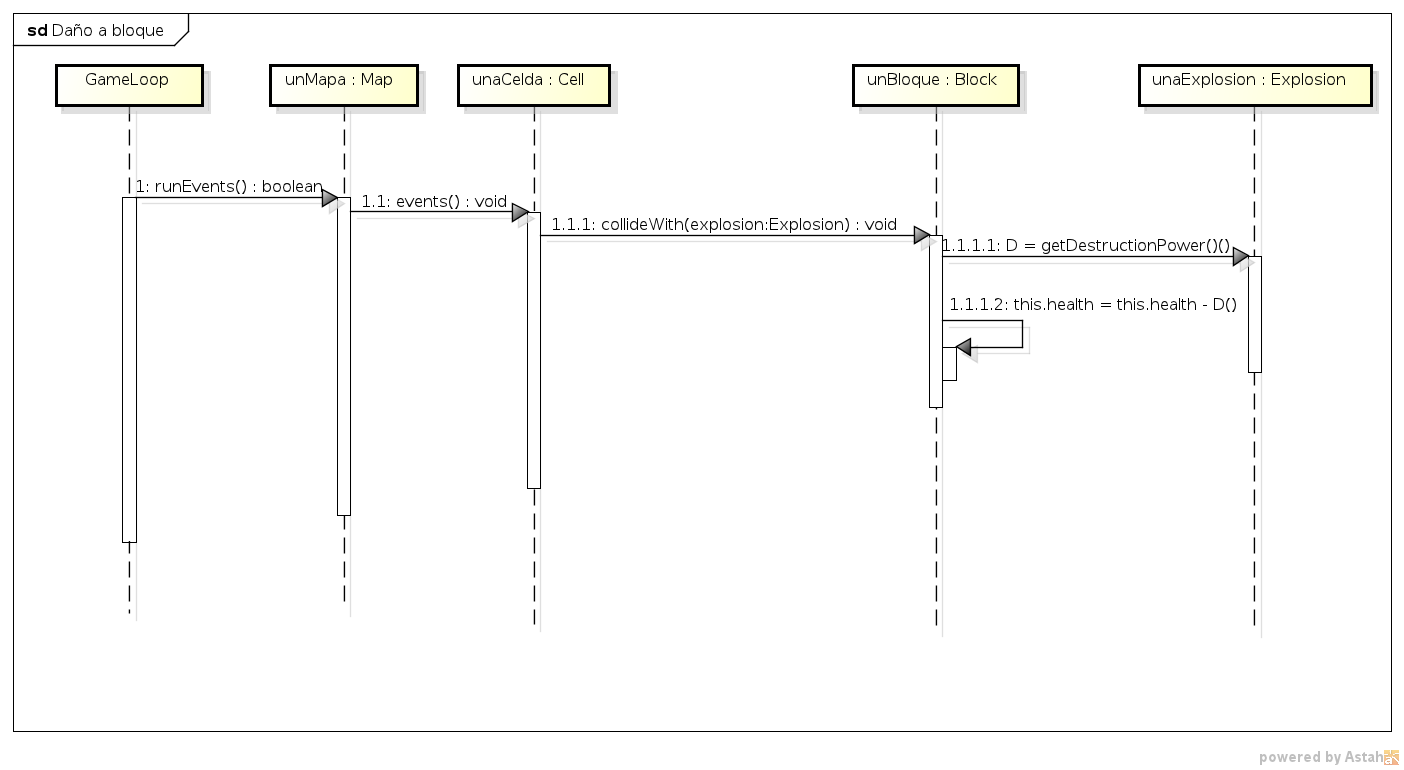 sd Daño a bloque
GameLoop
unMapa : Map
unaCelda : Cell
unBloque : Block
unaExplosion : Explosion
1: runEvents() : boolean
1.1: events() : void
1.1.1: collideWith(explosion:Explosion) : void
1.1.1.1: D = getDestructionPower()()
1.1.1.2: this.health = this.health - D()
powered by Astah